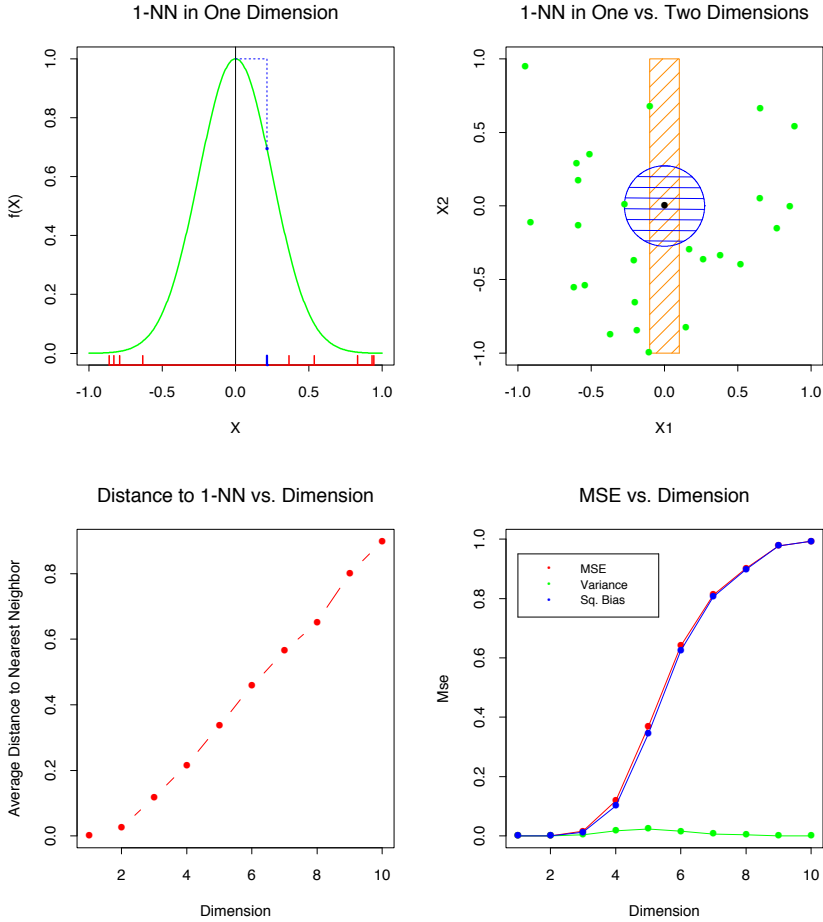 1-NN in One Dimension
f(X)
0.0 0.2 0.4 0.6 0.8 1.0
-1.0 -0.5 0.0 0.5 1.0
X
1-NN in One vs. Two Dimensions
X2
-1.0 -0.5 0.0 0.5 1.0
-1.0 -0.5 0.0 0.5 1.0
X1
Distance to 1-NN vs. Dimension
Average Distance to Nearest Neighbor
0.0 0.2 0.4 0.6 0.8
2 4 6 8 10
Dimension
MSE vs. Dimension
Mse
0.0 0.2 0.4 0.6 0.8 1.0
MSE
Variance
Sq. Bias
2 4 6 8 10
Dimension